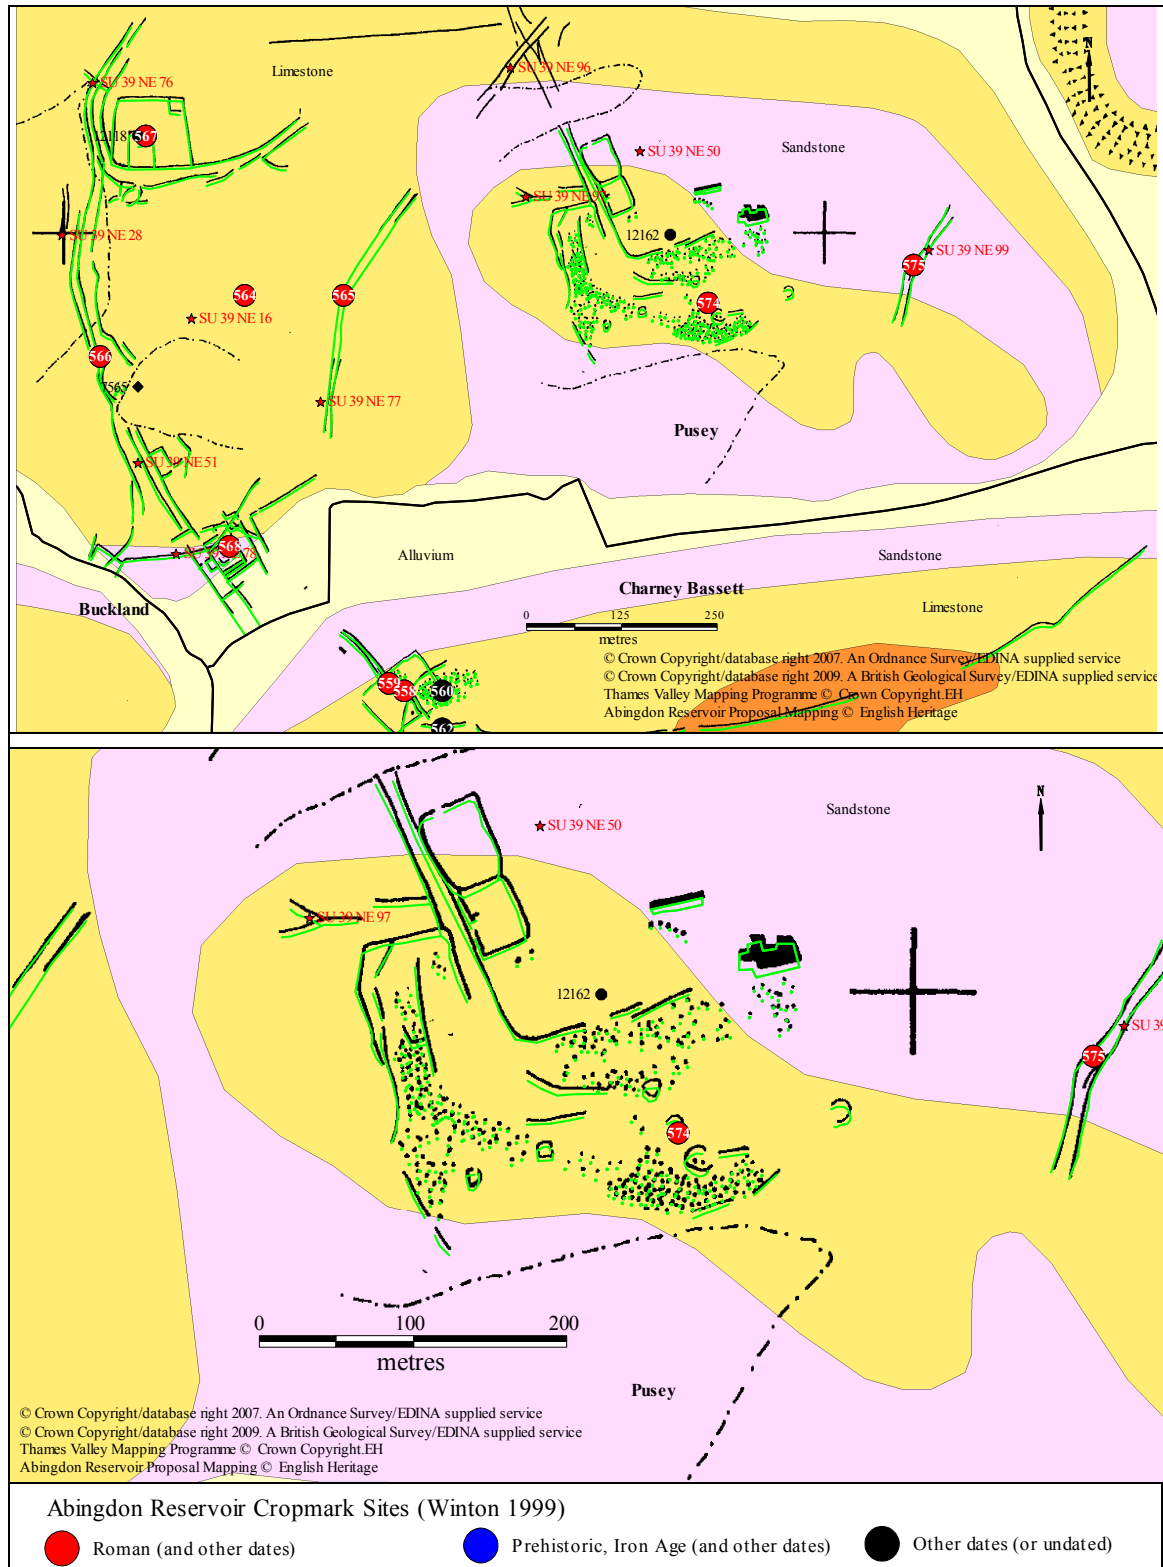 N
Limestone
SU 39 NE 96
SU 39 NE 76
12118
567
SU 39 NE 50
Sandstone
SU 39 NE 97
12162
SU 39 NE 28
SU 39 NE 99
575
564
565
574
SU 39 NE 16
566
7565
SU 39 NE 77
Pusey
SU 39 NE 51
568
Alluvium
Sandstone
Charney Bassett
Buckland
Limestone
0 125 250
metres
© Crown Copyright/database right 2007. An Ordnance Survey/EDINA supplied service
© Crown Copyright/database right 2009. A British Geological Survey/EDINA supplied service
Thames Valley Mapping Programme © Crown Copyright.EH
Abingdon Reservoir Proposal Mapping © English Heritage
559
558
560
562
N
Sandstone
SU 39 NE 50
SU 39 NE 97
12162
SU 39
575
574
0 100 200
metres
Pusey
© Crown Copyright/database right 2007. An Ordnance Survey/EDINA supplied service
© Crown Copyright/database right 2009. A British Geological Survey/EDINA supplied service
Thames Valley Mapping Programme © Crown Copyright.EH
Abingdon Reservoir Proposal Mapping © English Heritage
Abingdon Reservoir Cropmark Sites (Winton 1999)
Roman (and other dates)
Prehistoric, Iron Age (and other dates)
Other dates (or undated)